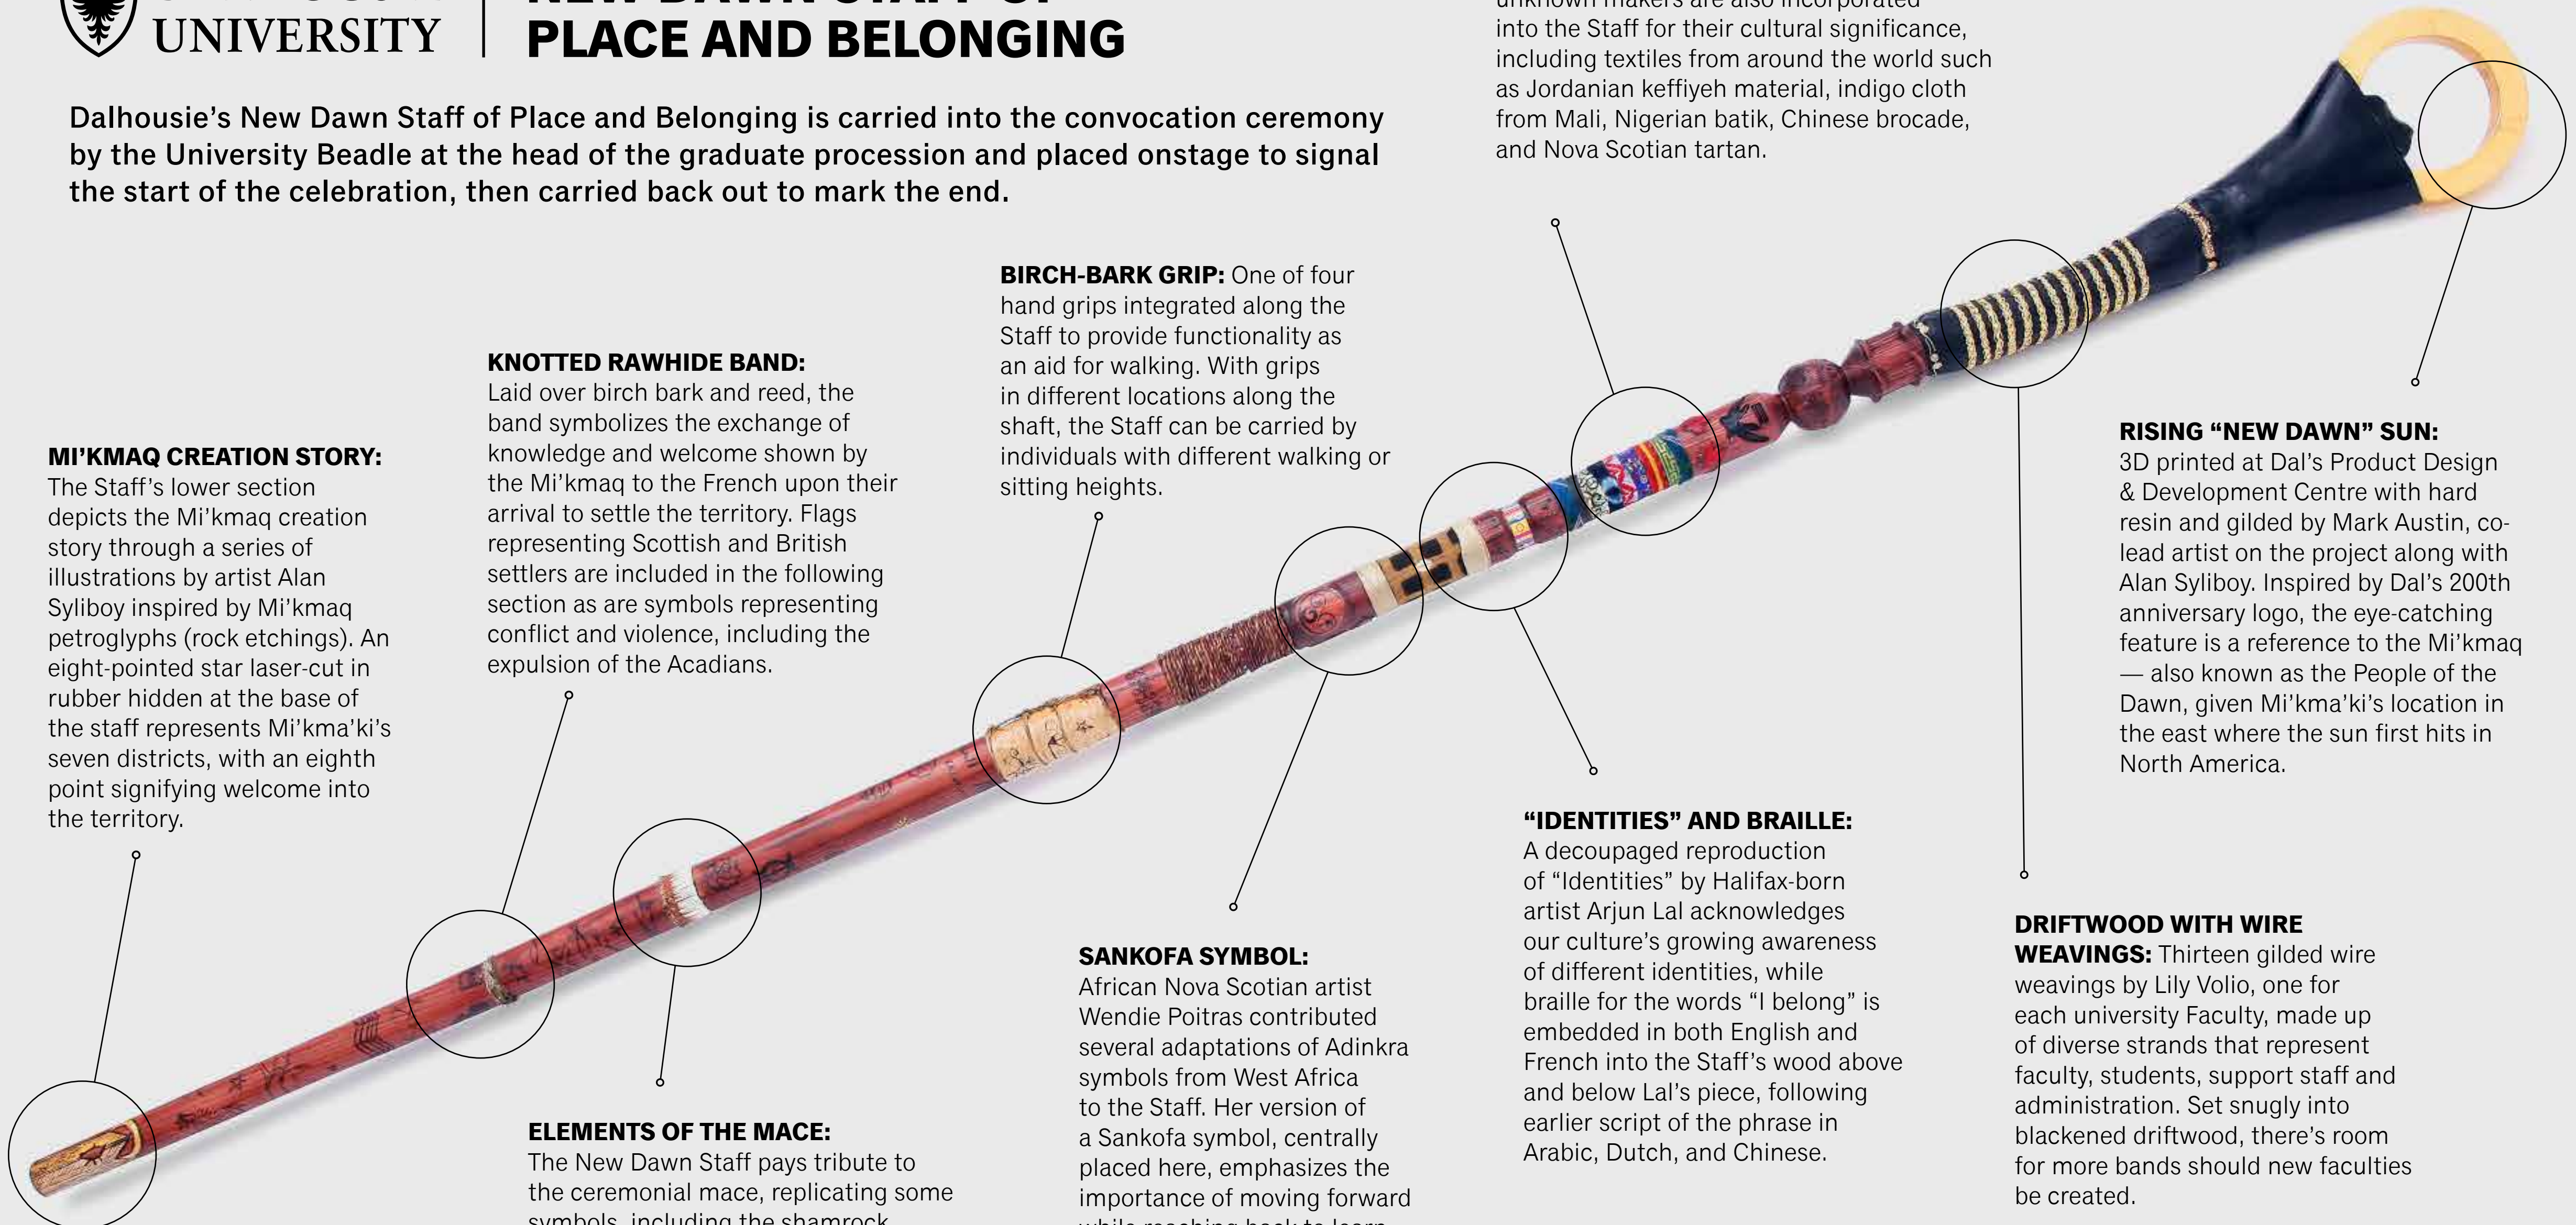 UNIVERSITY
NEW DAWN STAFF OF
PLACE AND BELONGING
Dalhousie’s New Dawn Staff of Place and Belonging is carried into the convocation ceremony
by the University Beadle at the head of the graduate procession and placed onstage to signal
the start of the celebration, then carried back out to mark the end.
unknown makers are also incorporated
into the Staff for their cultural significance,
including textiles from around the world such
as Jordanian keffiyeh material, indigo cloth
from Mali, Nigerian batik, Chinese brocade,
and Nova Scotian tartan.
MI’KMAQ CREATION STORY:
The Staff’s lower section
depicts the Mi’kmaq creation
story through a series of
illustrations by artist Alan
Syliboy inspired by Mi’kmaq
petroglyphs (rock etchings). An
eight-pointed star laser-cut in
rubber hidden at the base of
the staff represents Mi’kma’ki’s
seven districts, with an eighth
point signifying welcome into
the territory.
KNOTTED RAWHIDE BAND:
Laid over birch bark and reed, the
band symbolizes the exchange of
knowledge and welcome shown by
the Mi’kmaq to the French upon their
arrival to settle the territory. Flags
representing Scottish and British
settlers are included in the following
section as are symbols representing
conflict and violence, including the
expulsion of the Acadians.
BIRCH-BARK GRIP: One of four
hand grips integrated along the
Staff to provide functionality as
an aid for walking. With grips
in different locations along the
shaft, the Staff can be carried by
individuals with different walking or
sitting heights.
RISING “NEW DAWN” SUN:
3D printed at Dal’s Product Design
& Development Centre with hard
resin and gilded by Mark Austin, co-
lead artist on the project along with
Alan Syliboy. Inspired by Dal’s 200th
anniversary logo, the eye-catching
feature is a reference to the Mi’kmaq
— also known as the People of the
Dawn, given Mi’kma’ki’s location in
the east where the sun first hits in
North America.
ELEMENTS OF THE MACE:
The New Dawn Staff pays tribute to
the ceremonial mace, replicating some
symbols, including the shamrock
SANKOFA SYMBOL:
African Nova Scotian artist
Wendie Poitras contributed
several adaptations of Adinkra
symbols from West Africa
to the Staff. Her version of
a Sankofa symbol, centrally
placed here, emphasizes the
importance of moving forward
while reaching back to learn
“IDENTITIES” AND BRAILLE:
A decoupaged reproduction
of “Identities” by Halifax-born
artist Arjun Lal acknowledges
our culture’s growing awareness
of different identities, while
braille for the words “I belong” is
embedded in both English and
French into the Staff’s wood above
and below Lal’s piece, following
earlier script of the phrase in
Arabic, Dutch, and Chinese.
DRIFTWOOD WITH WIRE
WEAVINGS: Thirteen gilded wire
weavings by Lily Volio, one for
each university Faculty, made up
of diverse strands that represent
faculty, students, support staff and
administration. Set snugly into
blackened driftwood, there’s room
for more bands should new faculties
be created.